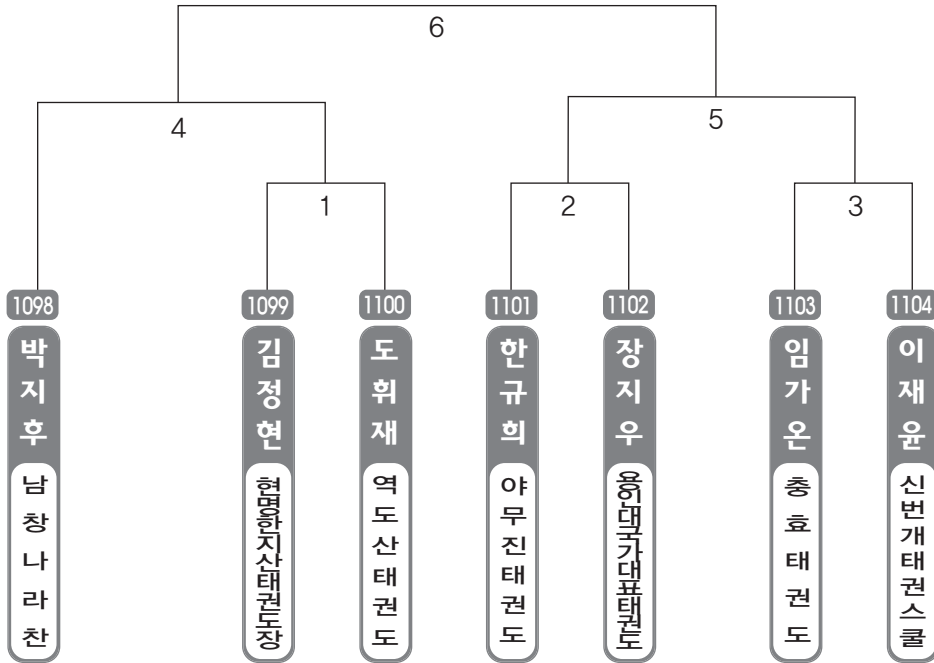 6
4
5
1
2
3
1098
1099
1100
1101
1102
1103
1104
박지후
김정현
도휘재
한규희
장지우
임가온
이재윤
남창나라찬
현명한지산태권도장
역도산태권도
야무진태권도
용인대국가대표태권도
충효태권도
신번개태권스쿨